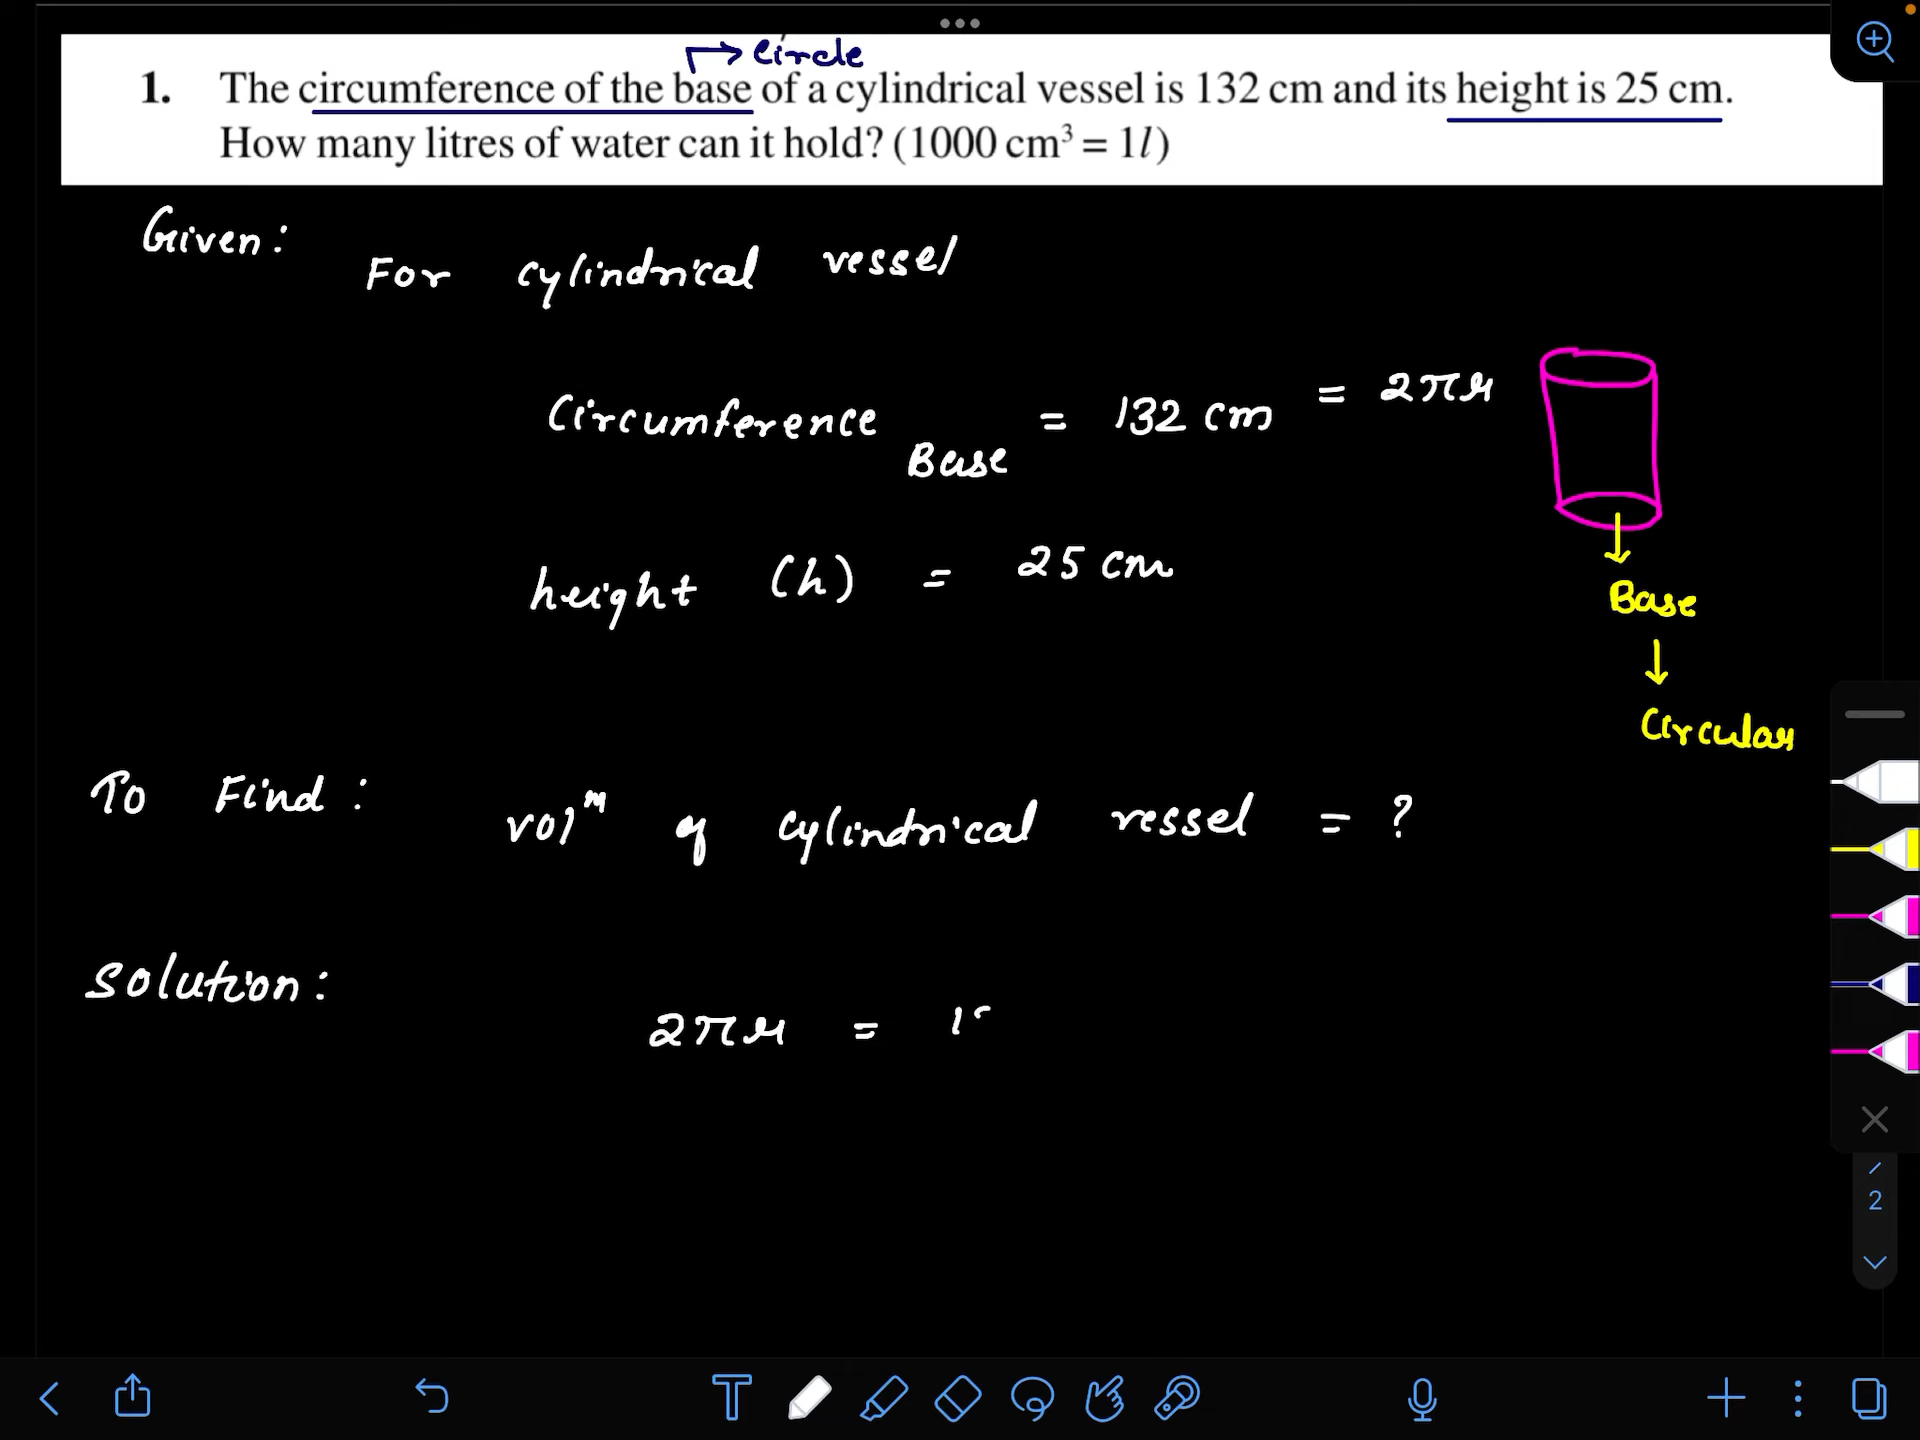 circle
1. The circumference of the base of a cylindrical vessel is 132 cm and its height is 25 cm.
How many litres of water can it hold? (1000 cm³ = 1l)
Given:
For cylindrical vessel
Circumference Base = 132 cm = 2πr
height (h) = 25 cm
Base
Circular
To Find: volᵐ of cylindrical vessel = ?
Solution:
2πr = 1
2